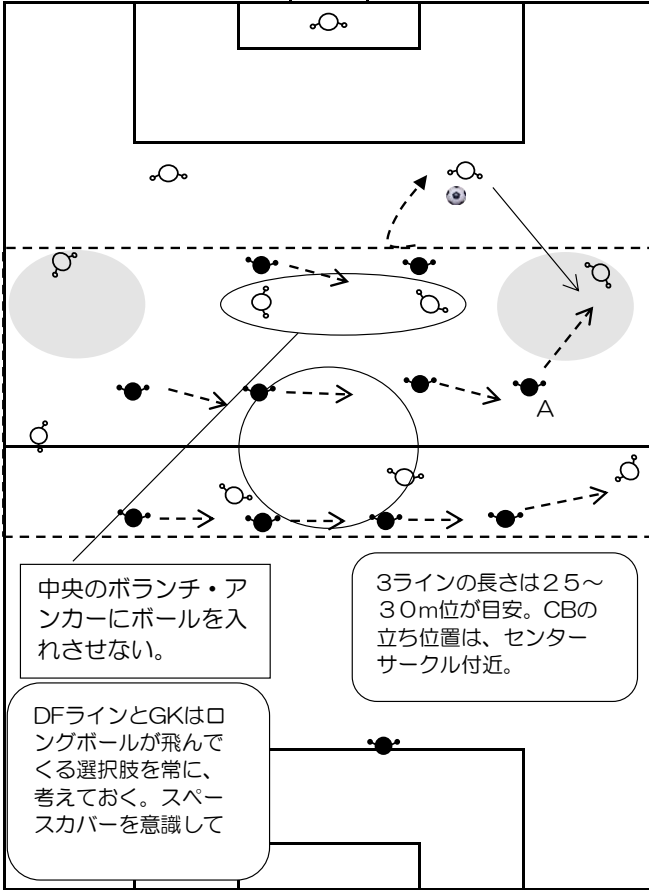 A
中央のボランチ・ア
ンカーにボールを入
れさせない。
3ラインの長さは２５～
３０ｍ位が目安。CBの
立ち位置は、センター
サークル付近。
DFラインとGKはロ
ングボールが飛んで
くる選択肢を常に、
考えておく。スペー
スカバーを意識して